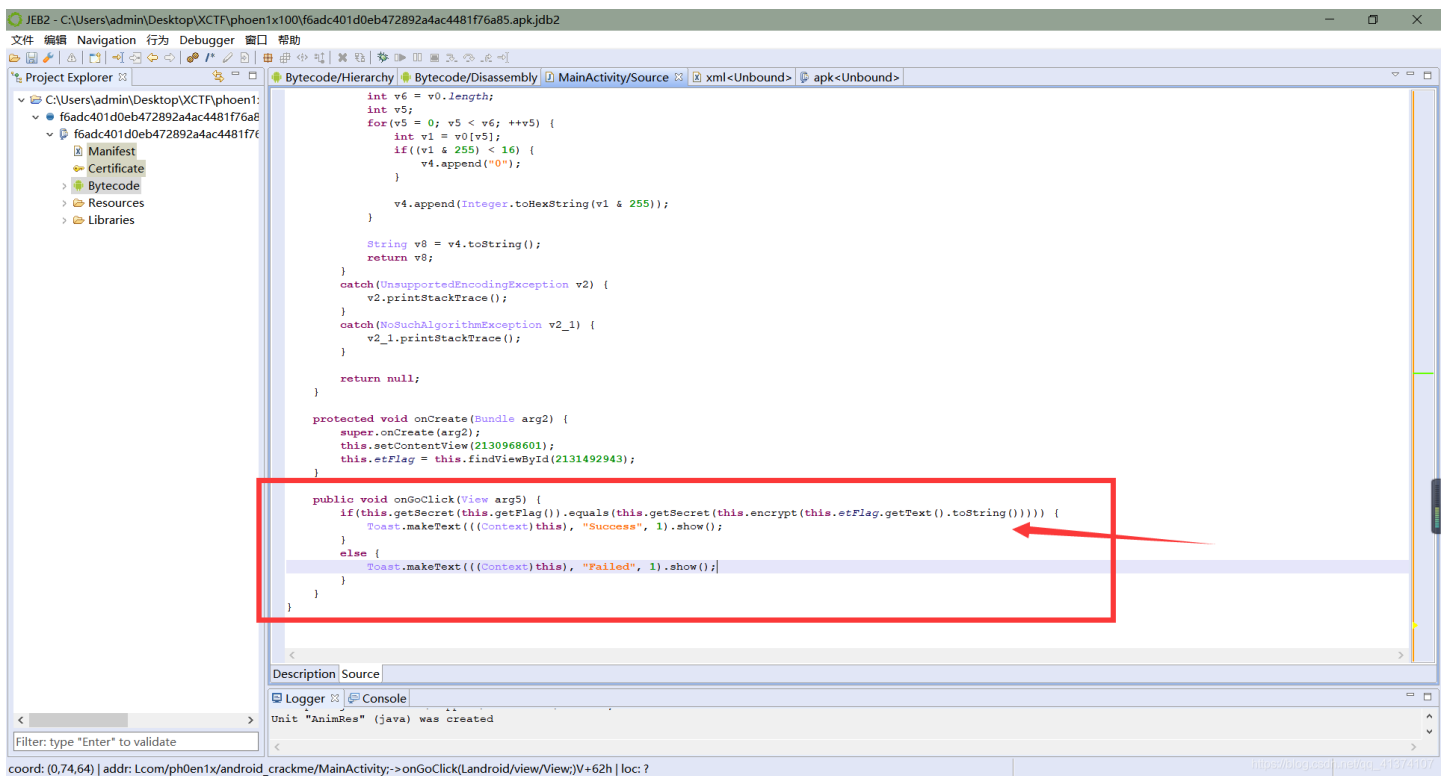 JEB2 - C:\Users\admin\Desktop\XCTF\phoen1x100\f6adc401d0eb472892a4ac4481f76a85.apk.jdb2
文件 编辑 Navigation 行为 Debugger 窗口 帮助
Project Explorer
Bytecode/Hierarchy Bytecode/Disassembly MainActivity/Source xml<Unbound> apk<Unbound>
C:\Users\admin\Desktop\XCTF\phoen1:
f6adc401d0eb472892a4ac4481f76a8
f6adc401d0eb472892a4ac4481f76
Manifest
Certificate
Bytecode
Resources
Libraries
int v6 = v0.length;
int v5;
for(v5 = 0; v5 < v6; ++v5) {
int v1 = v0[v5];
if((v1 & 255) < 16) {
v4.append("0");
}
v4.append(Integer.toHexString(v1 & 255));
}
String v8 = v4.toString();
return v8;
}
catch(UnsupportedEncodingException v2) {
v2.printStackTrace();
}
catch(NoSuchAlgorithmException v2_1) {
v2_1.printStackTrace();
}
return null;
}
protected void onCreate(Bundle arg2) {
super.onCreate(arg2);
this.setContentView(2130968601);
this.etFlag = this.findViewById(2131492943);
}
public void onGoClick(View arg5) {
if(this.getSecret(this.getFlag()).equals(this.getSecret(this.encrypt(this.etFlag.getText().toString())))) {
Toast.makeText(((Context)this), "Success", 1).show();
}
else {
Toast.makeText(((Context)this), "Failed", 1).show();
}
}
}
Description Source
Logger Console
Unit "AnimRes" (java) was created
Filter: type "Enter" to validate
coord: (0,74,64) | addr: Lcom/ph0en1x/android_crackme/MainActivity;->onGoClick(Landroid/view/View;)V+62h | loc: ?
https://blog.csdn.net/qq_41374107